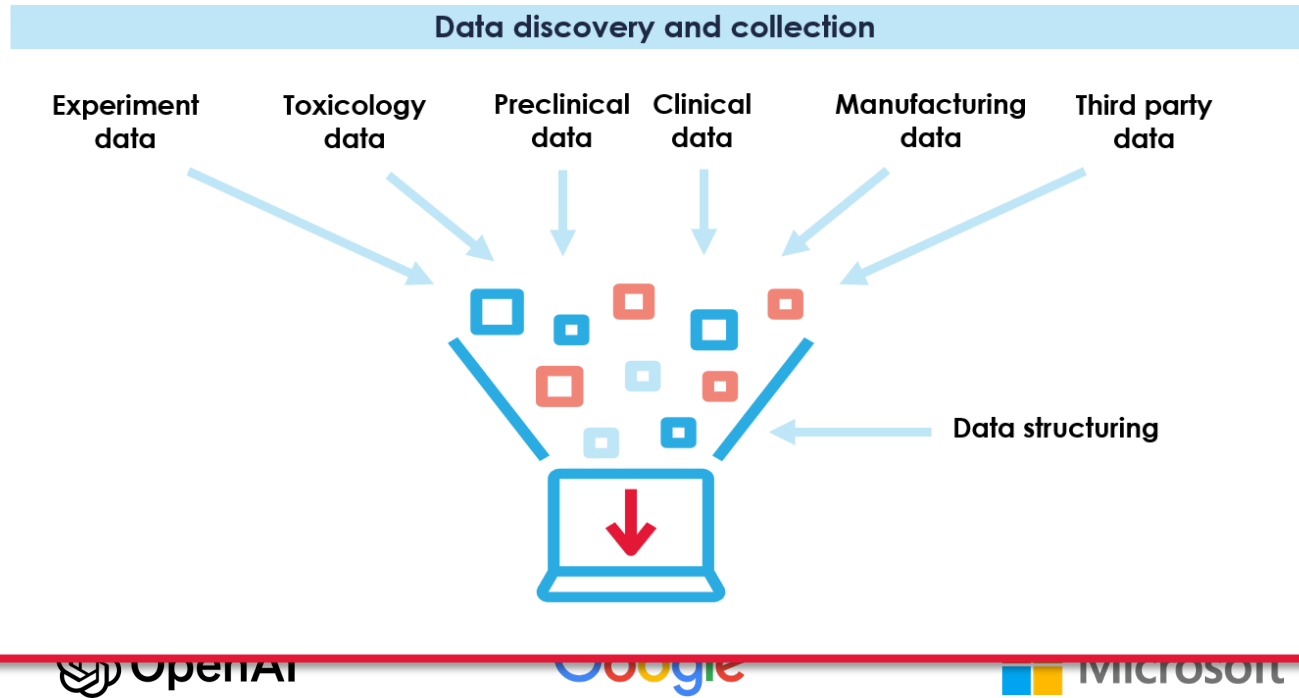 Data discovery and collection
Experiment data
Toxicology data
Preclinical data
Clinical data
Manufacturing data
Third party data
Data structuring
OpenAI
Google
Microsoft